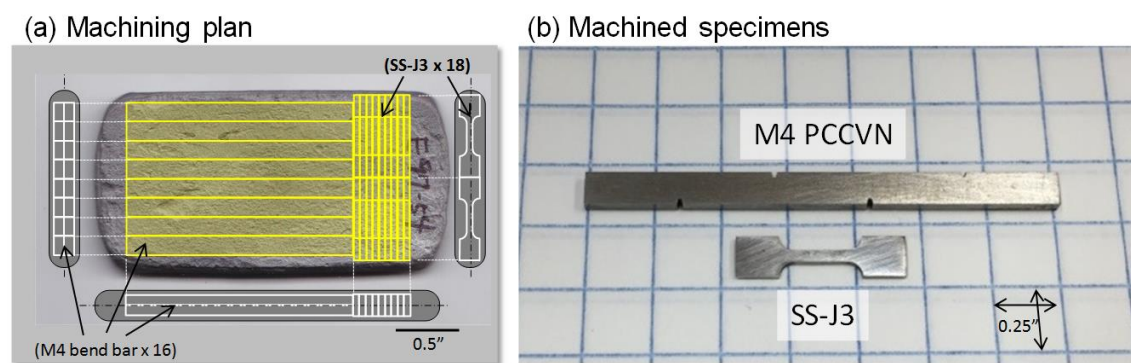 (a) Machining plan
(b) Machined specimens
(SS-J3 x 18)
(M4 bend bar x 16)
0.5"
M4 PCCVN
SS-J3
0.25"